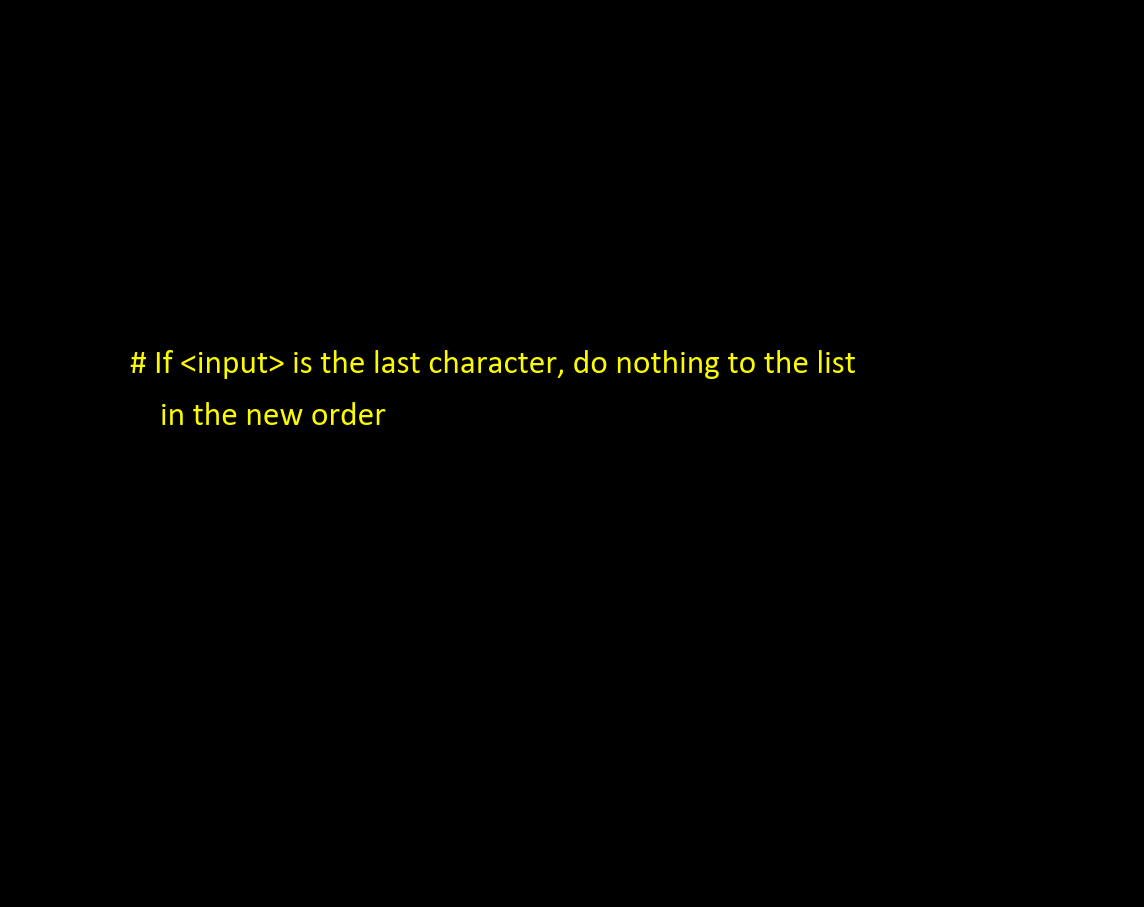 # If <input> is the last character, do nothing to the list
in the new order